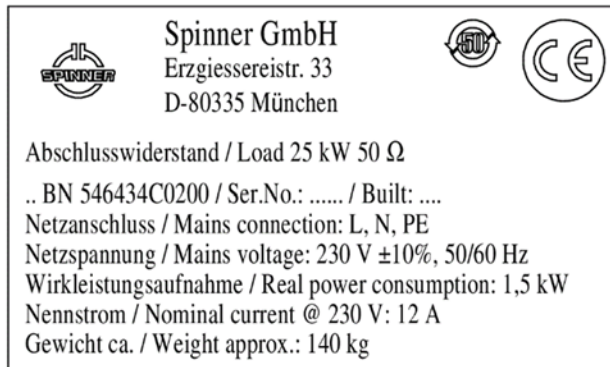 SPINNER
Spinner GmbH
Erzgiessereistr. 33
D-80335 München
50
CE
Abschlusswiderstand / Load 25 kW 50 Ω
.. BN 546434C0200 / Ser.No.: ...... / Built: ....
Netzanschluss / Mains connection: L, N, PE
Netzspannung / Mains voltage: 230 V ±10%, 50/60 Hz
Wirkleistungsaufnahme / Real power consumption: 1,5 kW
Nennstrom / Nominal current @ 230 V: 12 A
Gewicht ca. / Weight approx.: 140 kg